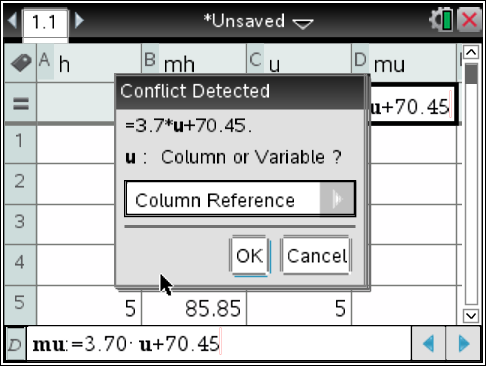 1.1 *Unsaved
A h B mh C u D mu
= u+70.45
Conflict Detected
=3.7*u+70.45.
u : Column or Variable ?
1
2
Column Reference
3
4
OK Cancel
5 5 85.85 5
D mu:=3.70· u+70.45